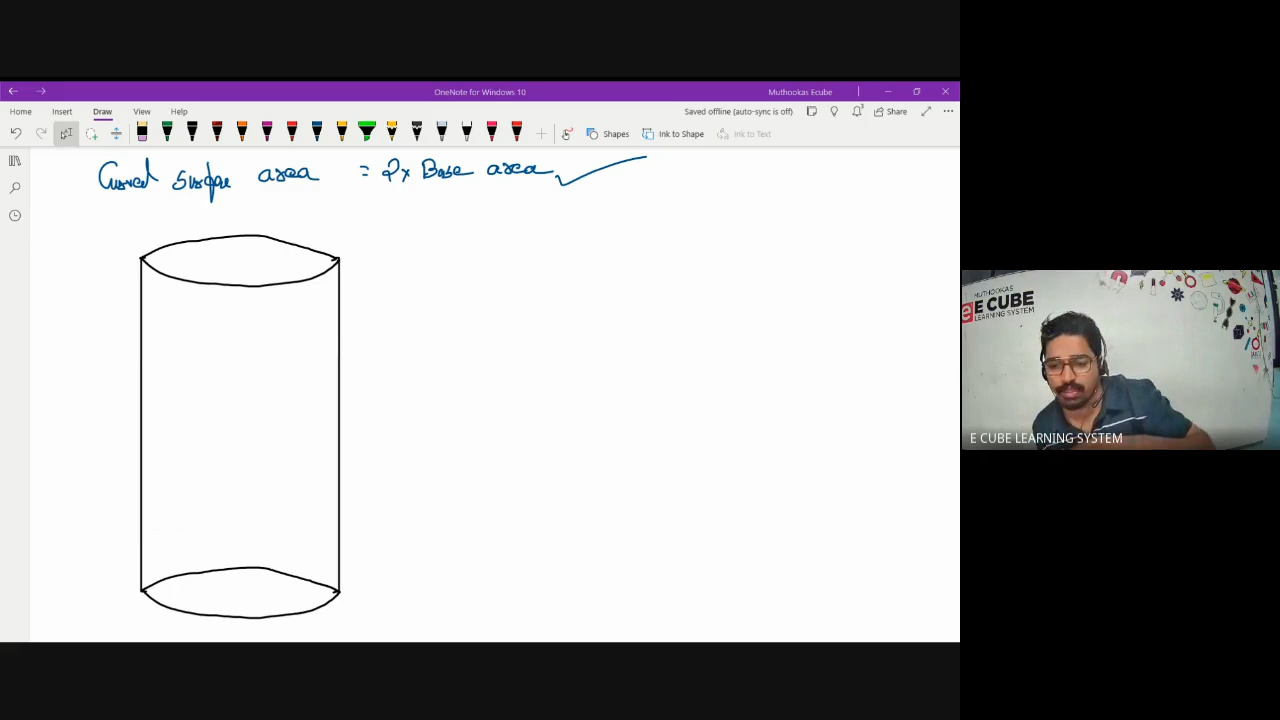 OneNote for Windows 10
Muthookas Ecube
Home Insert Draw View Help
Saved offline (auto-sync is off)
Share
Shapes
Ink to Shape
Ink to Text
Curved Surface area = 2x Base area
MUTHOOKAS
e E CUBE
LEARNING SYSTEM
E CUBE LEARNING SYSTEM